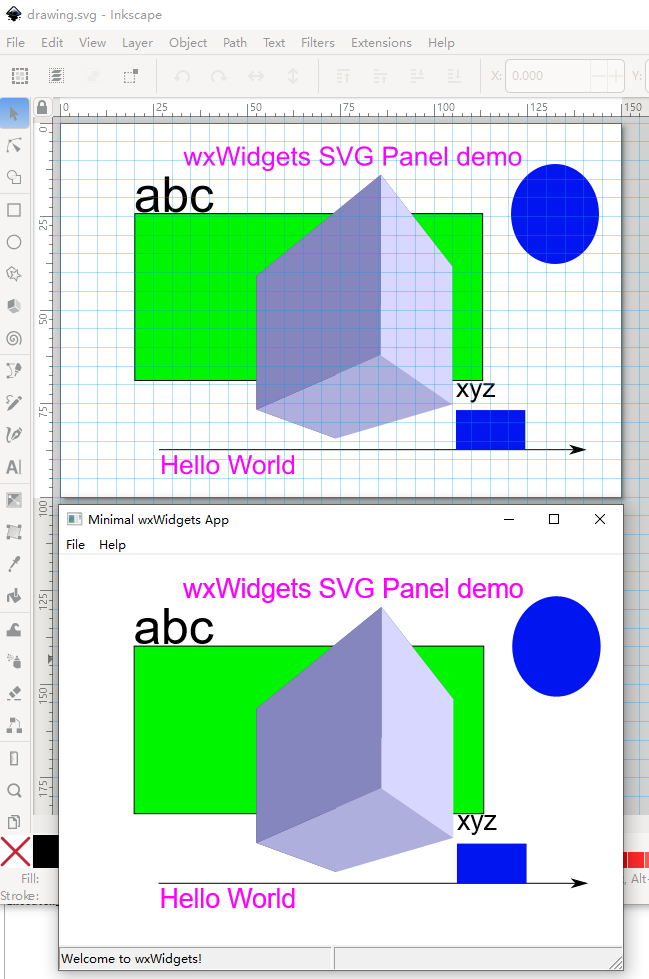 drawing.svg - Inkscape
File Edit View Layer Object Path Text Filters Extensions Help
X: 0.000 Y:
0 25 50 75 100 125 150
0
25
50
75
100
125
150
175
wxWidgets SVG Panel demo
abc
xyz
Hello World
Minimal wxWidgets App
File Help
wxWidgets SVG Panel demo
abc
xyz
Hello World
Fill:
Stroke:
, Alt-
Welcome to wxWidgets!